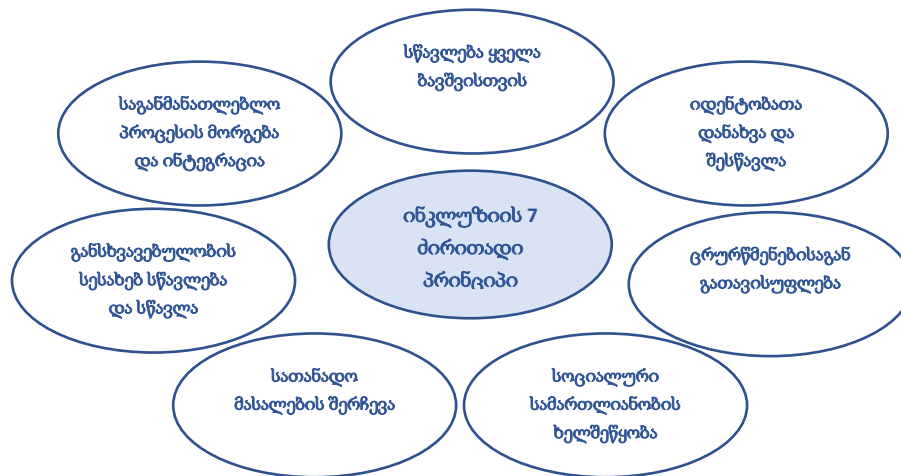 სწავლება ყველა
ბავშვისთვის
საგანმანათლებლო
პროცესის მორგება
და ინტეგრაცია
იდენტობათა
დანახვა და
შესწავლა
ინკლუზიის 7
ძირითადი
პრინციპი
განსხვავებულობის
სესახებ სწავლება
და სწავლა
ცრურწმენებისაგან
გათავისუფლება
სათანადო
მასალების შერჩევა
სოციალური
სამართლიანობის
ხელშეწყობა